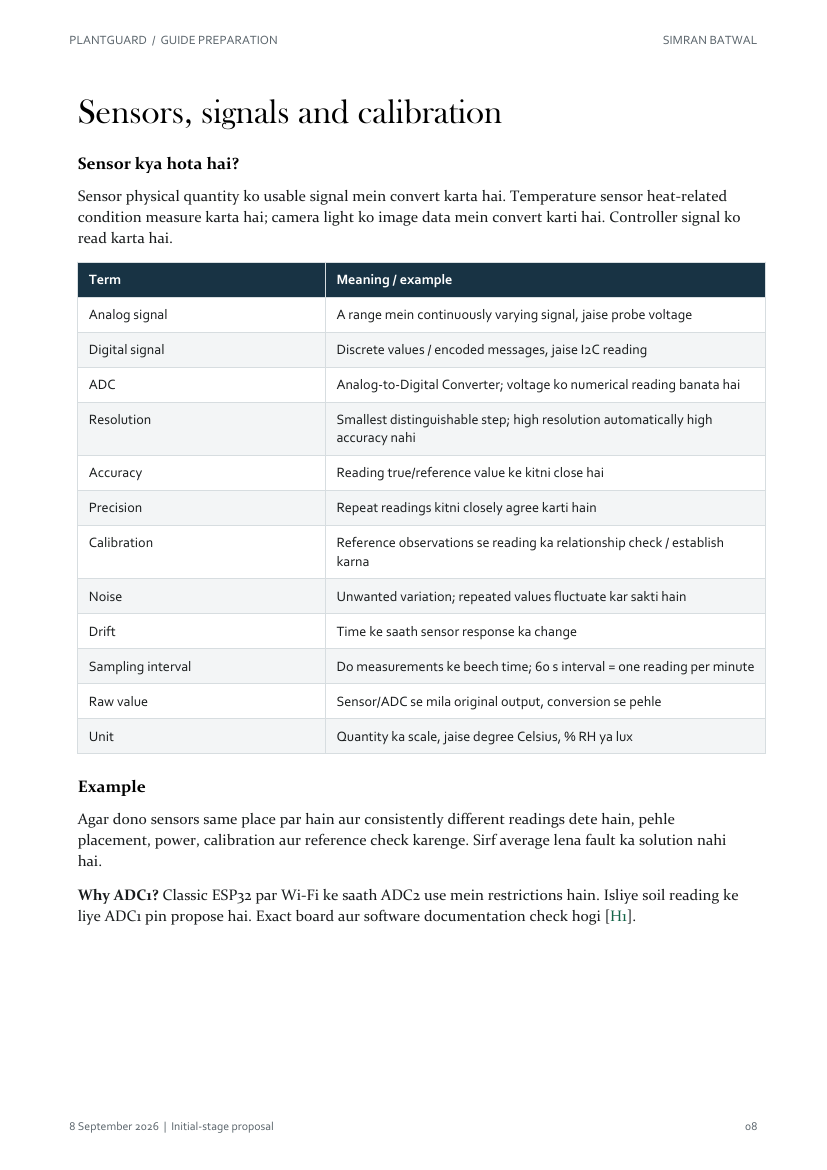 PLANTGUARD / GUIDE PREPARATION
SIMRAN BATWAL
Sensors, signals and calibration
Sensor kya hota hai?
Sensor physical quantity ko usable signal mein convert karta hai. Temperature sensor heat-related
condition measure karta hai; camera light ko image data mein convert karti hai. Controller signal ko
read karta hai.
Term
Meaning / example
Analog signal
A range mein continuously varying signal, jaise probe voltage
Digital signal
Discrete values / encoded messages, jaise I2C reading
ADC
Analog-to-Digital Converter; voltage ko numerical reading banata hai
Resolution
Smallest distinguishable step; high resolution automatically high
accuracy nahi
Accuracy
Reading true/reference value ke kitni close hai
Precision
Repeat readings kitni closely agree karti hain
Calibration
Reference observations se reading ka relationship check / establish
karna
Noise
Unwanted variation; repeated values fluctuate kar sakti hain
Drift
Time ke saath sensor response ka change
Sampling interval
Do measurements ke beech time; 60 s interval = one reading per minute
Raw value
Sensor/ADC se mila original output, conversion se pehle
Unit
Quantity ka scale, jaise degree Celsius, % RH ya lux
Example
Agar dono sensors same place par hain aur consistently different readings dete hain, pehle
placement, power, calibration aur reference check karenge. Sirf average lena fault ka solution nahi
hai.
Why ADC1? Classic ESP32 par Wi-Fi ke saath ADC2 use mein restrictions hain. Isliye soil reading ke
liye ADC1 pin propose hai. Exact board aur software documentation check hogi [H1].
8 September 2026 | Initial-stage proposal
08